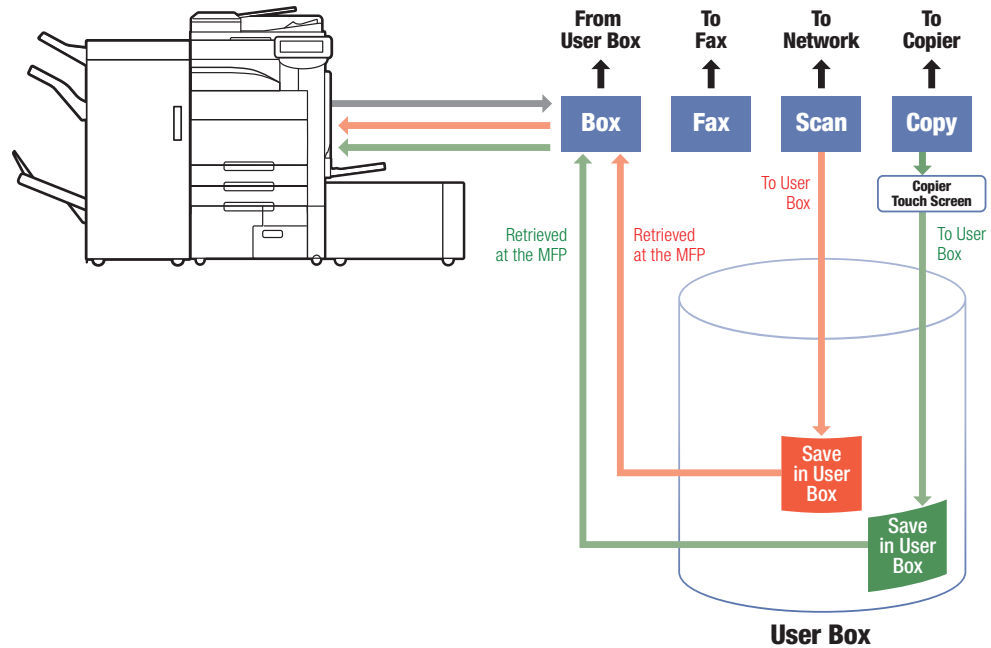 From
User Box
To
Fax
To
Network
To
Copier
Box
Fax
Scan
Copy
To User
Box
Copier
Touch Screen
Retrieved
at the MFP
Retrieved
at the MFP
To User
Box
Save
in User
Box
Save
in User
Box
User Box